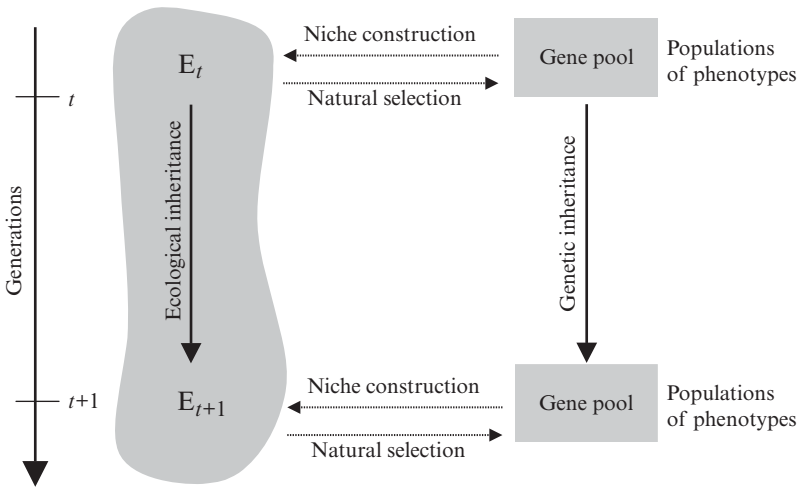 Niche construction
E_t
Gene pool
Populations
of phenotypes
t
Natural selection
Generations
Ecological inheritance
Genetic inheritance
Niche construction
t+1
E_{t+1}
Gene pool
Populations
of phenotypes
Natural selection